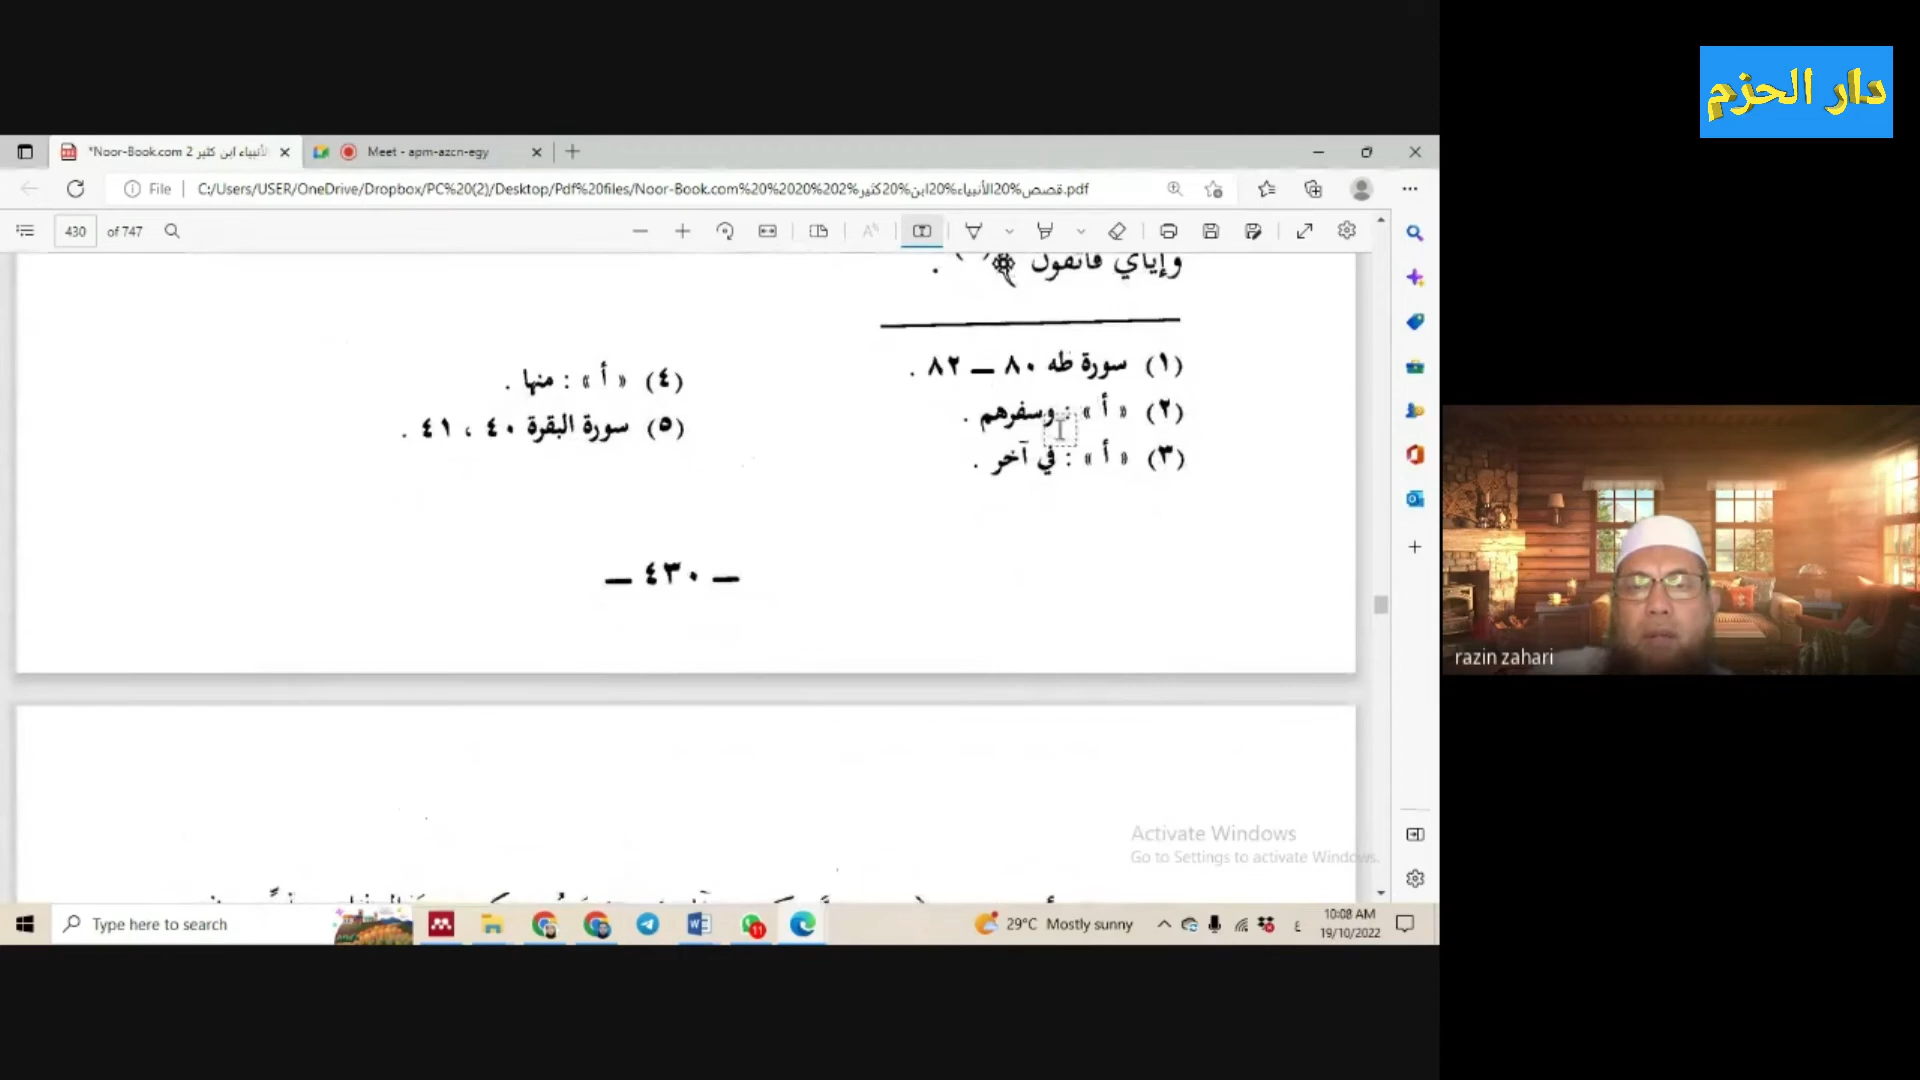 دار الحزم
*Noor-Book.com 2 الأنبياء ابن كثير
Meet - apm-azcn-egy
File
C:/Users/USER/OneDrive/Dropbox/PC%20(2)/Desktop/Pdf%20files/Noor-Book.com%20%2020%202%قصص%20الأنبياء%20ابن%20كثير.pdf
430 of 747
وإياي فاتقون ﴾ .
(١) سورة طه ٨٠ ــ ٨٢ .
(٢) « أ » : وسفرهم .
(٣) « أ » : في آخر .
(٤) « أ » : منها .
(٥) سورة البقرة ٤٠ ، ٤١ .
ــ ٤٣٠ ــ
razin zahari
Activate Windows
Go to Settings to activate Windows.
Type here to search
11
29°C Mostly sunny
ع
10:08 AM
19/10/2022